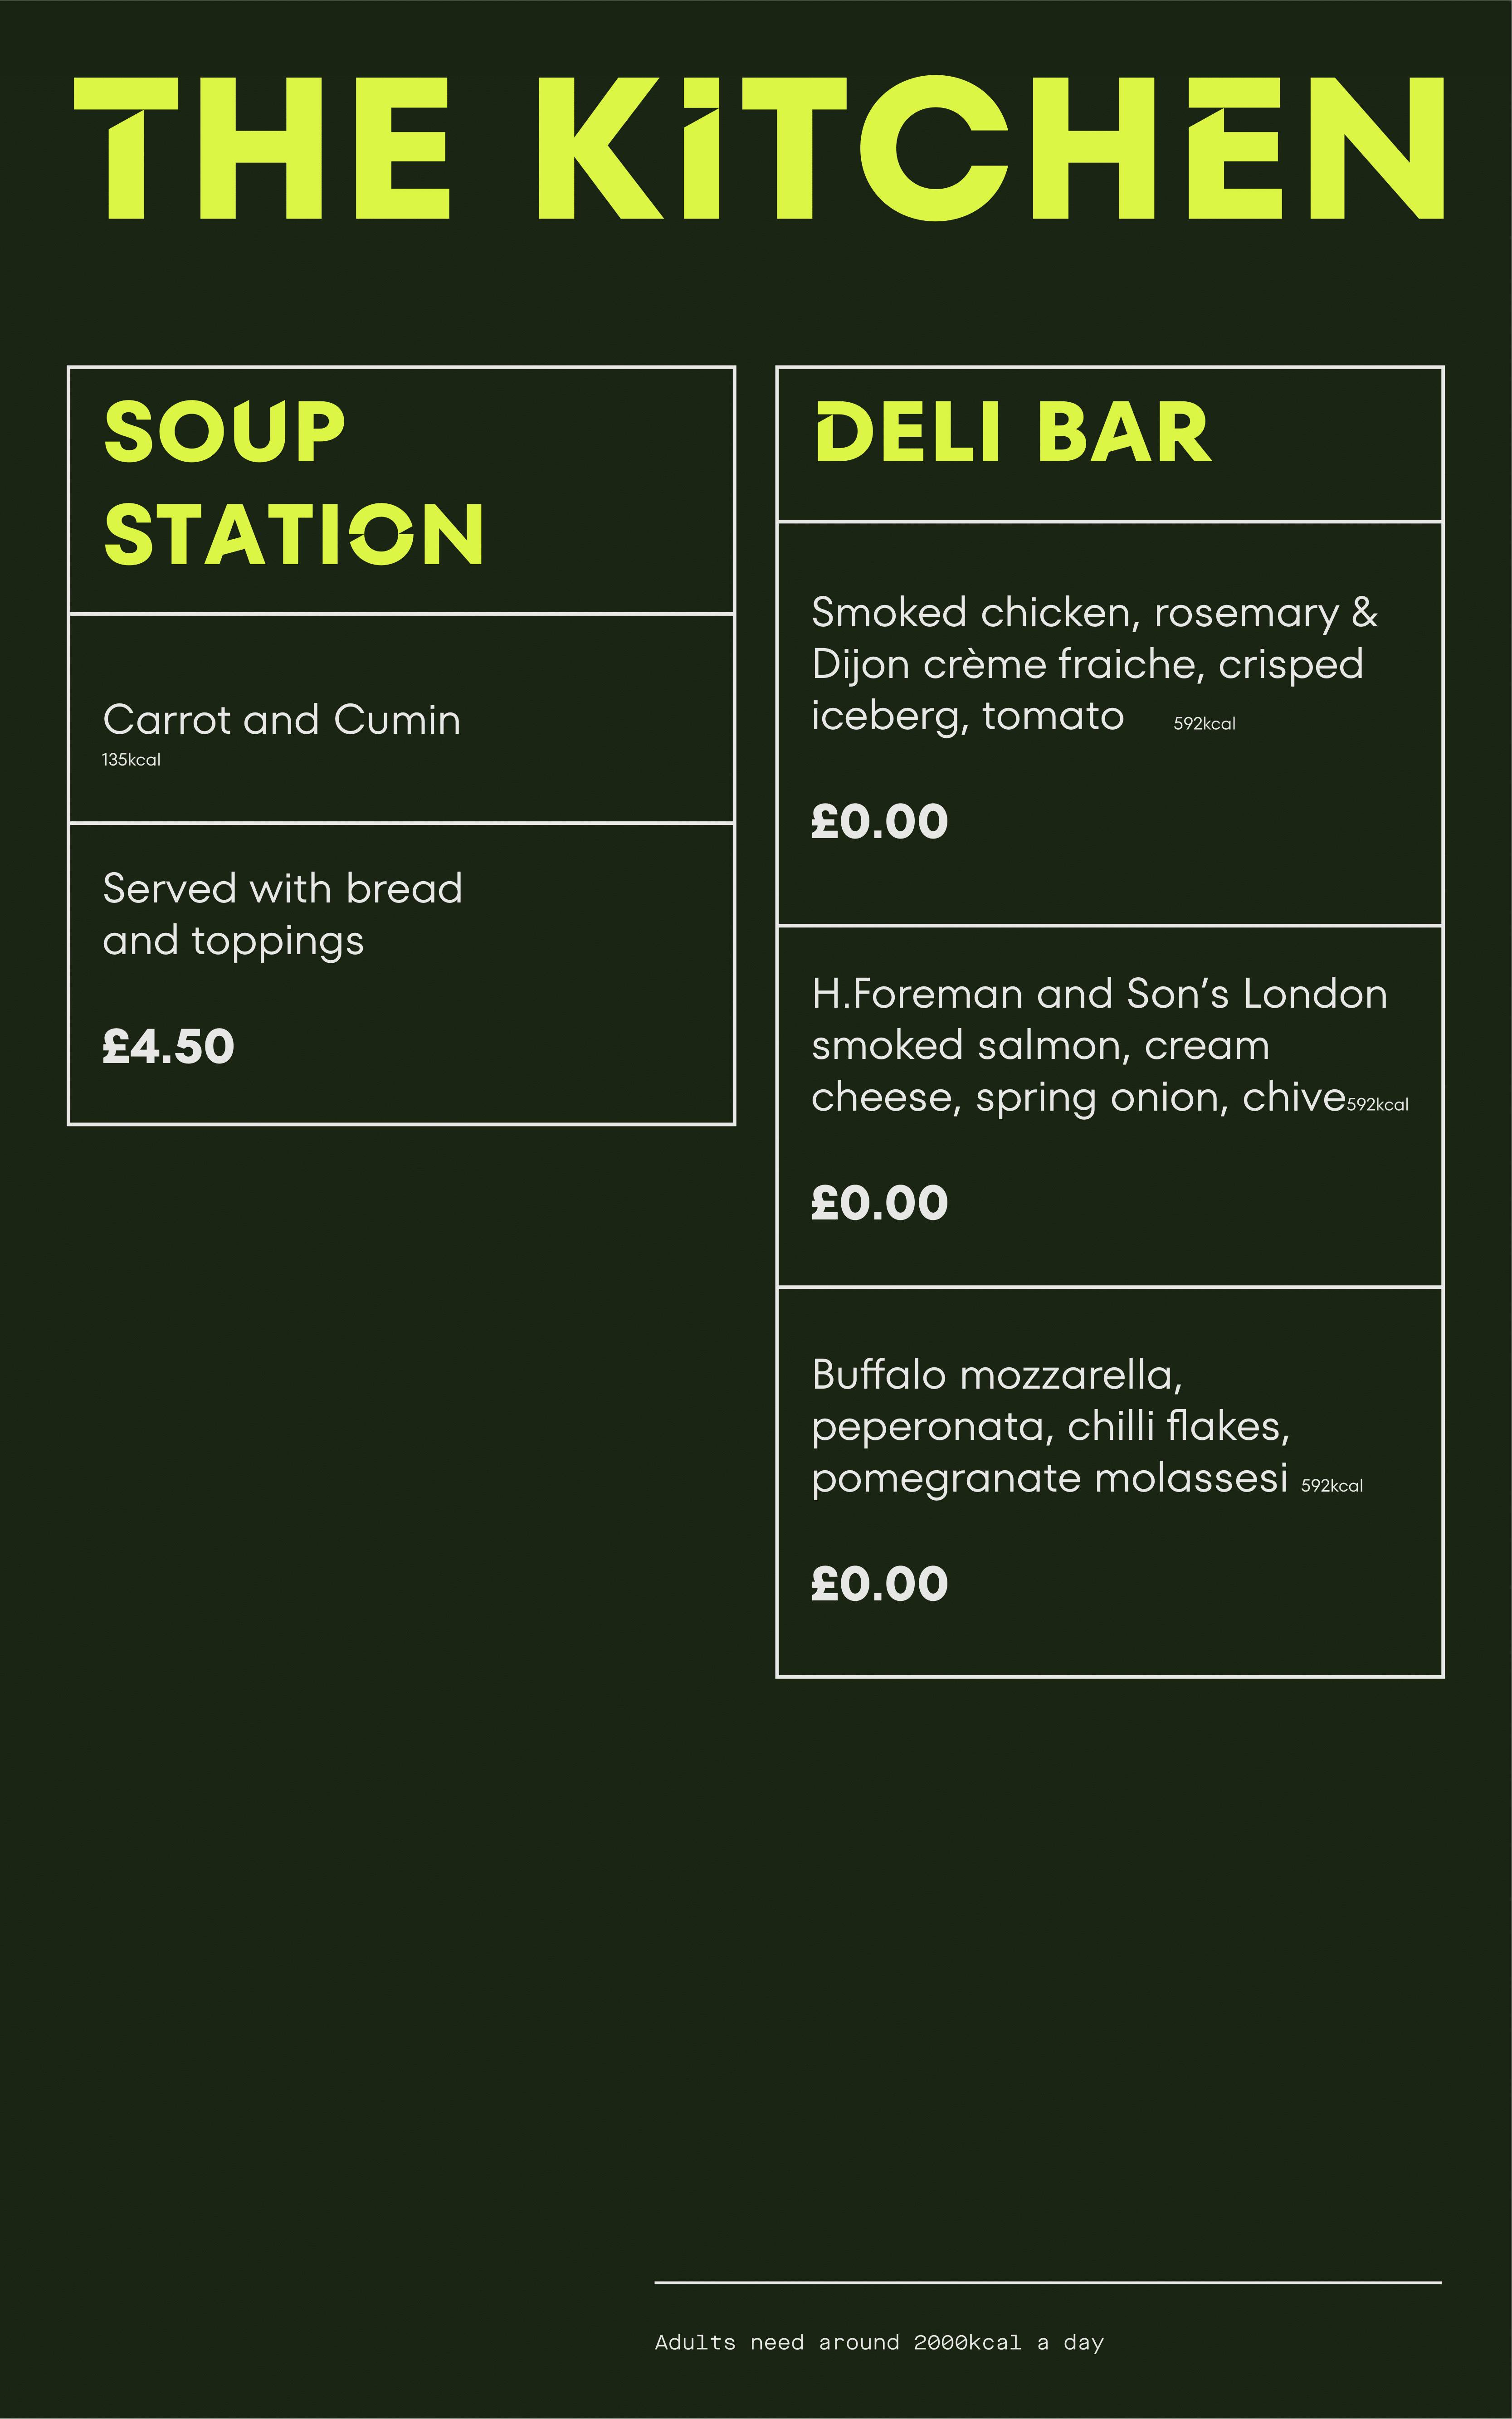 THE KiTCHEN
SOUP
STATION
Carrot and Cumin
135kcal
Served with bread
and toppings
£4.50
DELI BAR
Smoked chicken, rosemary &
Dijon crème fraiche, crisped
iceberg, tomato 592kcal
£0.00
H.Foreman and Son’s London
smoked salmon, cream
cheese, spring onion, chive592kcal
£0.00
Buffalo mozzarella,
peperonata, chilli flakes,
pomegranate molassesi 592kcal
£0.00
Adults need around 2000kcal a day